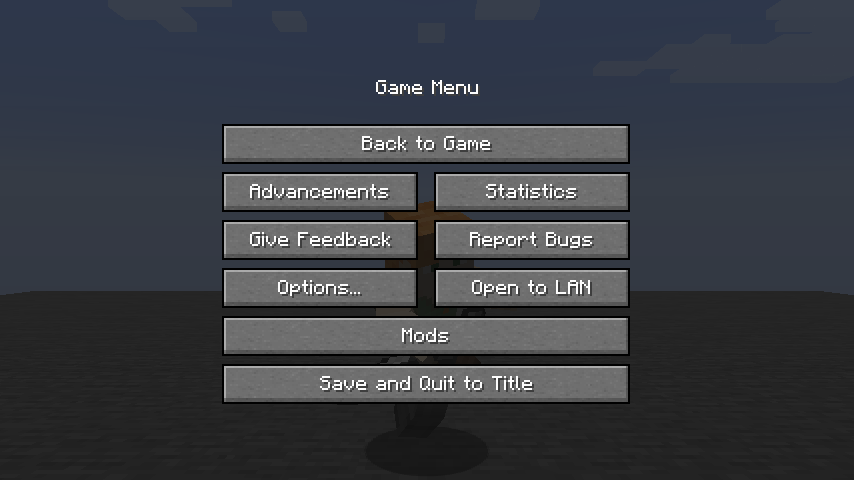 Game Menu
Back to Game
Advancements
Statistics
Give Feedback
Report Bugs
Options...
Open to LAN
Mods
Save and Quit to Title